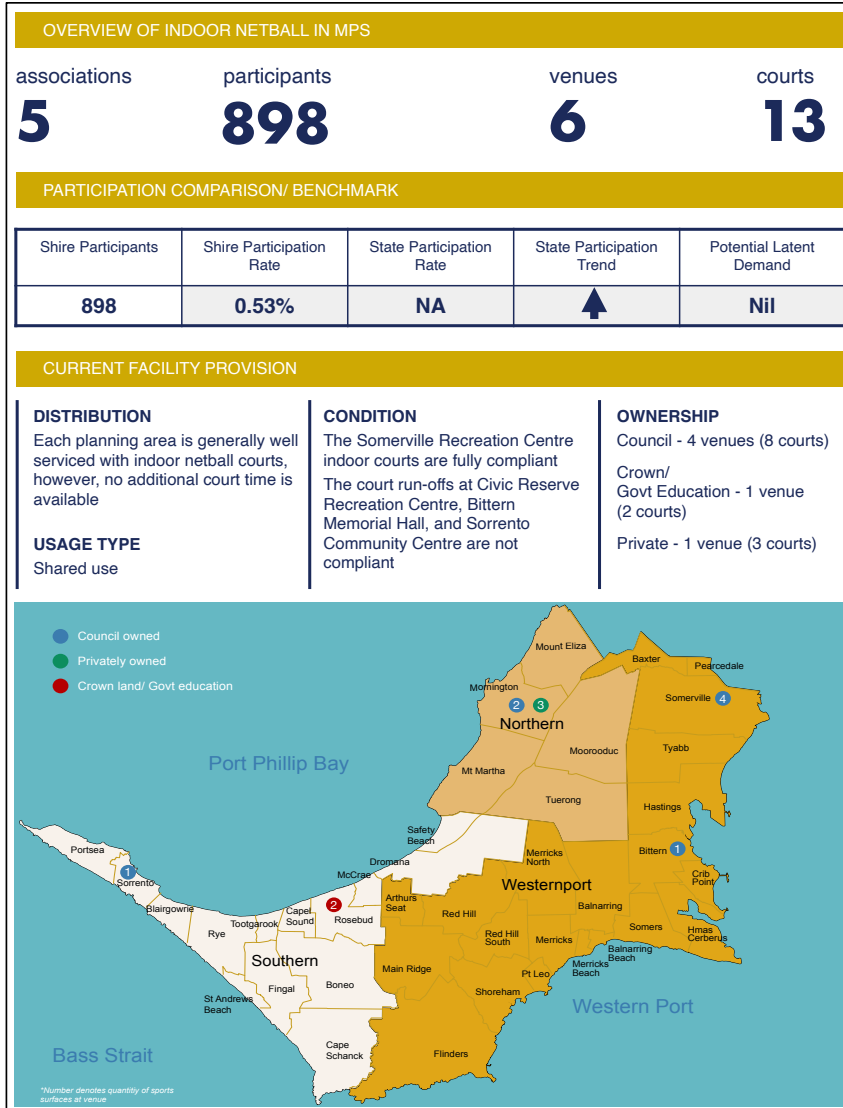 OVERVIEW OF INDOOR NETBALL IN MPS
associations
participants
venues
courts
5
898
6
13
PARTICIPATION COMPARISON/ BENCHMARK
Shire Participants
Shire Participation
Rate
State Participation
Rate
State Participation
Trend
Potential Latent
Demand
898
0.53%
NA
Nil
CURRENT FACILITY PROVISION
DISTRIBUTION
Each planning area is generally well
serviced with indoor netball courts,
however, no additional court time is
available
USAGE TYPE
Shared use
CONDITION
The Somerville Recreation Centre
indoor courts are fully compliant
The court run-offs at Civic Reserve
Recreation Centre, Bittern
Memorial Hall, and Sorrento
Community Centre are not
compliant
OWNERSHIP
Council - 4 venues (8 courts)
Crown/
Govt Education - 1 venue
(2 courts)
Private - 1 venue (3 courts)
Council owned
Privately owned
Crown land/ Govt education
Mount Eliza
Baxter
Pearcedale
Mornington
Somerville
4
2
3
Northern
Moorooduc
Tyabb
Port Phillip Bay
Mt Martha
Tuerong
Hastings
Safety
Beach
Portsea
1
Sorrento
Dromana
McCrae
Merricks
North
Bittern
1
Crib
Point
Westernport
Blairgowrie
Rye
Tootgarook
Capel
Sound
2
Rosebud
Arthurs
Seat
Red Hill
Balnarring
Red Hill
South
Merricks
Somers
Hmas
Cerberus
Balnarring
Beach
Merricks
Beach
Southern
Main Ridge
Pt Leo
Fingal
Boneo
Shoreham
St Andrews
Beach
Western Port
Cape
Schanck
Flinders
Bass Strait
*Number denotes quantitiy of sports
surfaces at venue